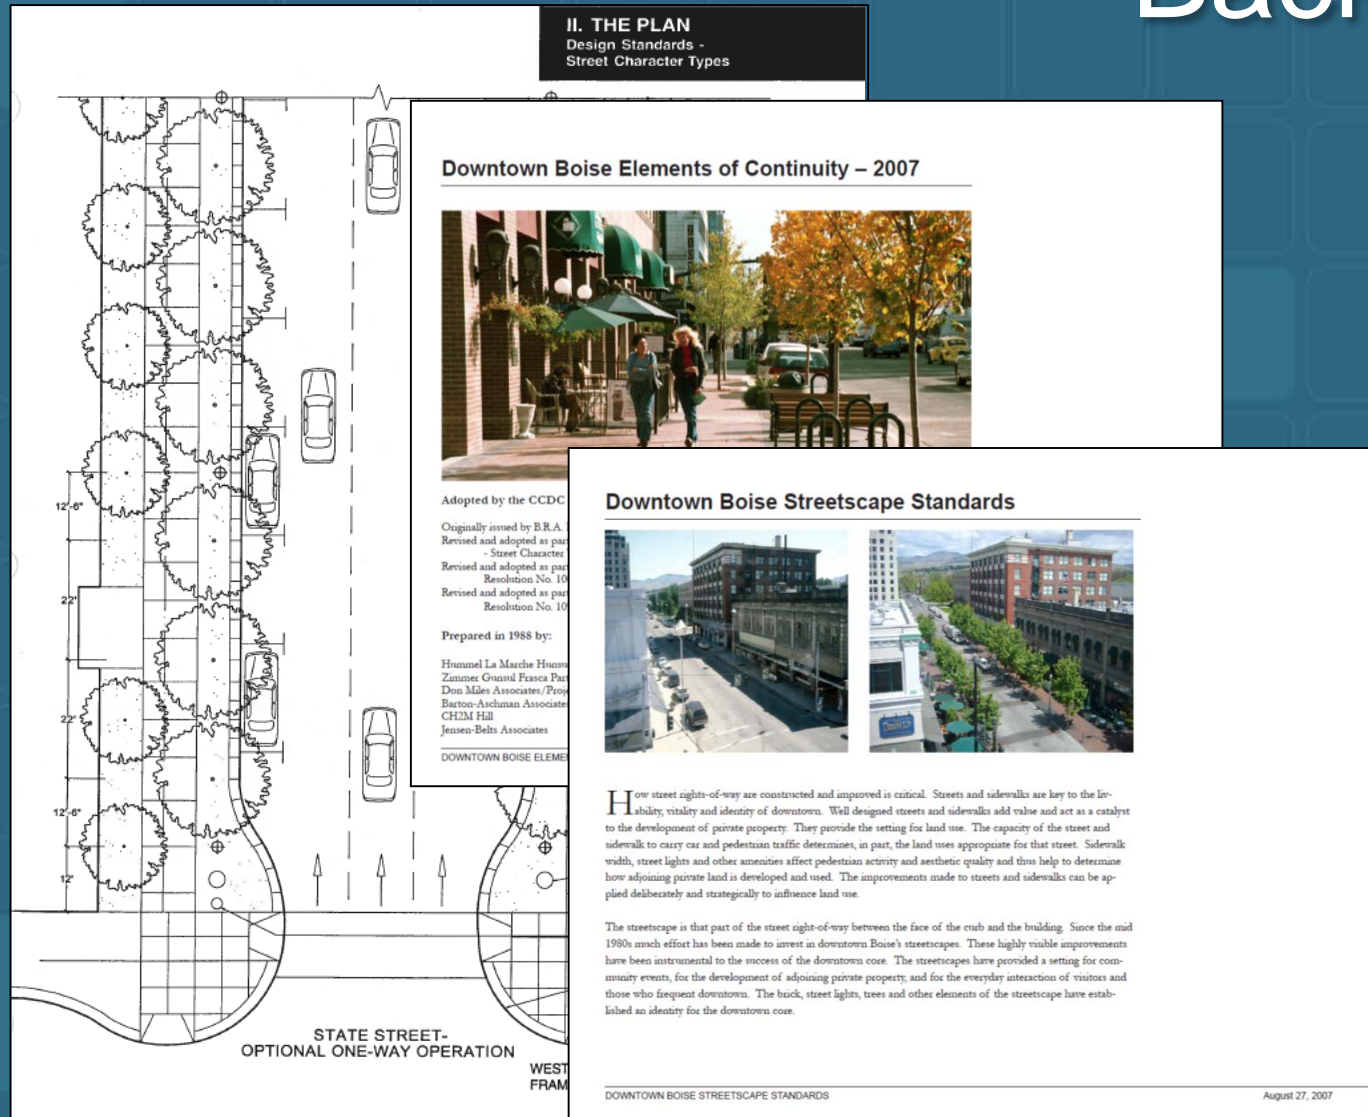 II. THE PLAN
Design Standards -
Street Character Types
12'-6"
22'
22'
12'-6"
12'
STATE STREET-
OPTIONAL ONE-WAY OPERATION
WEST
FRAM
Downtown Boise Elements of Continuity – 2007
Adopted by the CCDC
Originally issued by B.R.A.
Revised and adopted as par
- Street Character
Revised and adopted as par
Resolution No. 10
Revised and adopted as par
Resolution No. 10
Prepared in 1988 by:
Hummel La Marche Hunsu
Zimmer Gunsul Frasca Par
Don Miles Associates/Proj
Barton-Aschman Associate
CH2M Hill
Jensen-Belts Associates
DOWNTOWN BOISE ELEME
Downtown Boise Streetscape Standards
How street rights-of-way are constructed and improved is critical. Streets and sidewalks are key to the liv-
ability, vitality and identity of downtown. Well designed streets and sidewalks add value and act as a catalyst
to the development of private property. They provide the setting for land use. The capacity of the street and
sidewalk to carry car and pedestrian traffic determines, in part, the land uses appropriate for that street. Sidewalk
width, street lights and other amenities affect pedestrian activity and aesthetic quality and thus help to determine
how adjoining private land is developed and used. The improvements made to streets and sidewalks can be ap-
plied deliberately and strategically to influence land use.
The streetscape is that part of the street right-of-way between the face of the curb and the building. Since the mid
1980s much effort has been made to invest in downtown Boise's streetscapes. These highly visible improvements
have been instrumental to the success of the downtown core. The streetscapes have provided a setting for com-
munity events, for the development of adjoining private property, and for the everyday interaction of visitors and
those who frequent downtown. The brick, street lights, trees and other elements of the streetscape have estab-
lished an identity for the downtown core.
DOWNTOWN BOISE STREETSCAPE STANDARDS
August 27, 2007